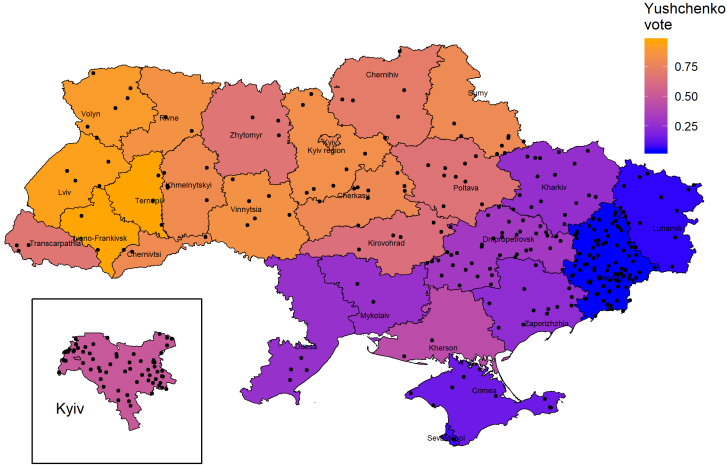 Yushchenko
vote
0.75
0.50
0.25
Chernihiv
Sumy
Volyn
Rivne
Zhytomyr
Kyiv
Kyiv region
Lviv
Khmelnytskyi
Ternopil
Vinnytsia
Cherkasy
Poltava
Kharkiv
Luhansk
Ivano-Frankivsk
Transcarpathia
Chernivtsi
Kirovohrad
Dnipropetrovsk
Mykolaiv
Zaporizhzhia
Odesa
Kherson
Crimea
Sevastopol
Kyiv